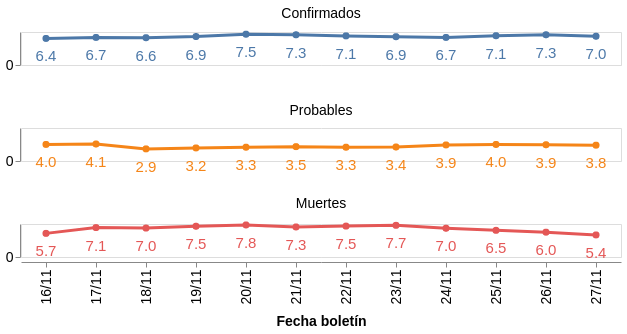 Confirmados
0
6.4 6.7 6.6 6.9 7.5 7.3 7.1 6.9 6.7 7.1 7.3 7.0
Probables
0
4.0 4.1 2.9 3.2 3.3 3.5 3.3 3.4 3.9 4.0 3.9 3.8
Muertes
0
5.7 7.1 7.0 7.5 7.8 7.3 7.5 7.7 7.0 6.5 6.0 5.4
16/11 17/11 18/11 19/11 20/11 21/11 22/11 23/11 24/11 25/11 26/11 27/11
Fecha boletín